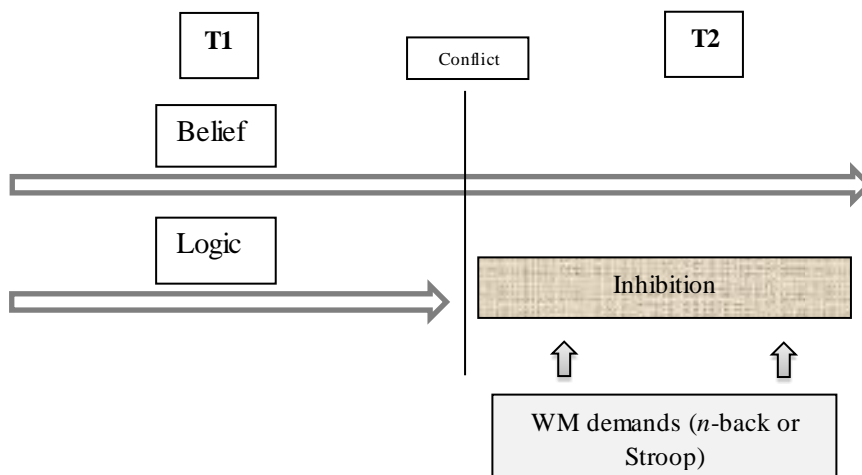 T1
Conflict
T2
Belief
Logic
Inhibition
WM demands (n-back or
Stroop)